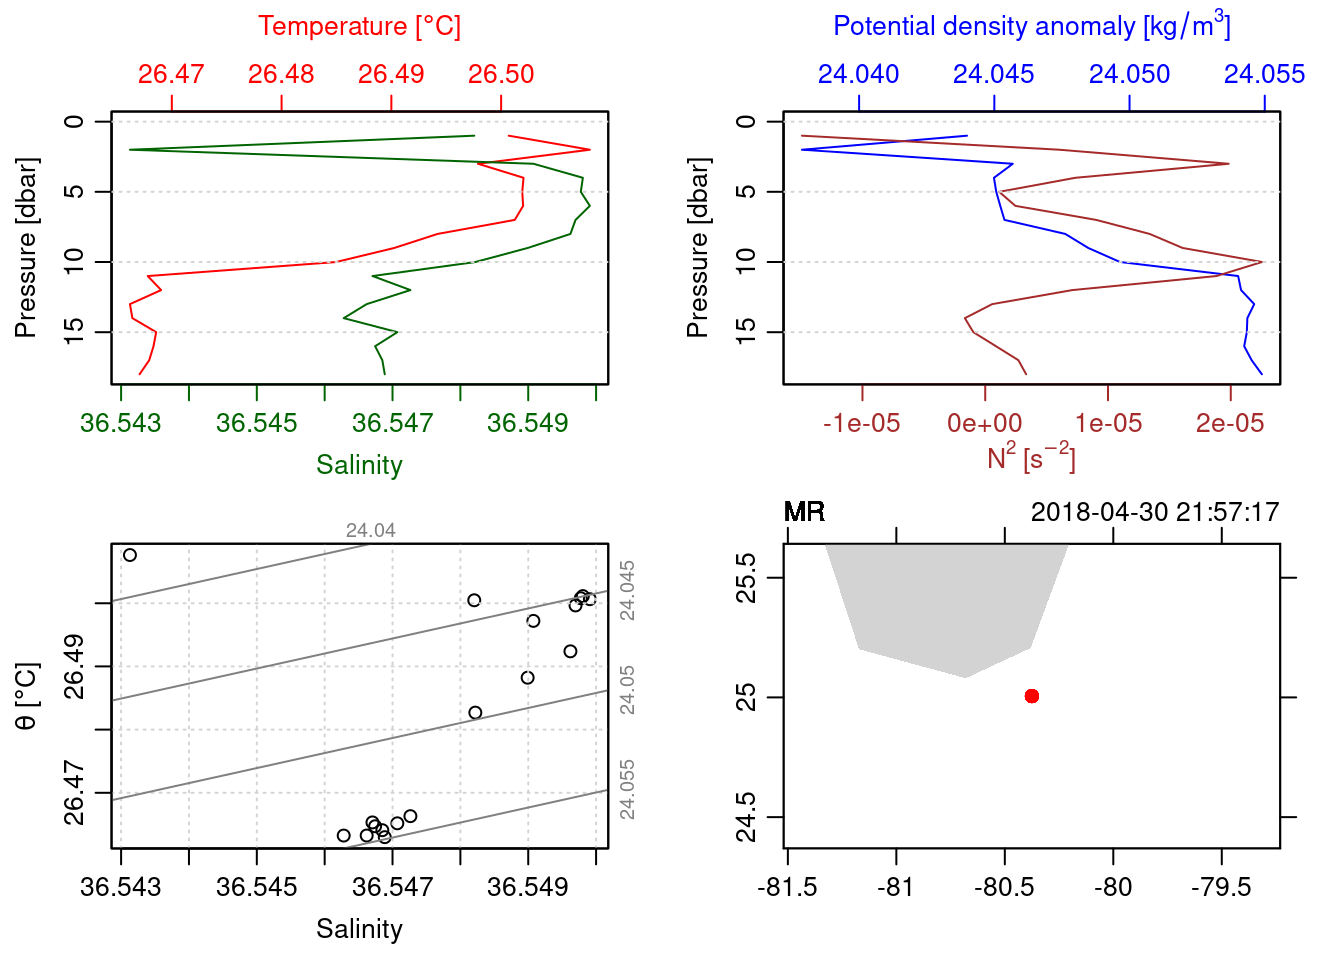 Temperature [°C]
26.47 26.48 26.49 26.50
Pressure [dbar]
0 5 10 15
36.543 36.545 36.547 36.549
Salinity
Potential density anomaly [kg/m³]
24.040 24.045 24.050 24.055
Pressure [dbar]
0 5 10 15
-1e-05 0e+00 1e-05 2e-05
N² [s⁻²]
24.04
24.045
24.05
24.055
θ [°C]
26.49
26.47
36.543 36.545 36.547 36.549
Salinity
MR 2018-04-30 21:57:17
25.5
25
24.5
-81.5 -81 -80.5 -80 -79.5